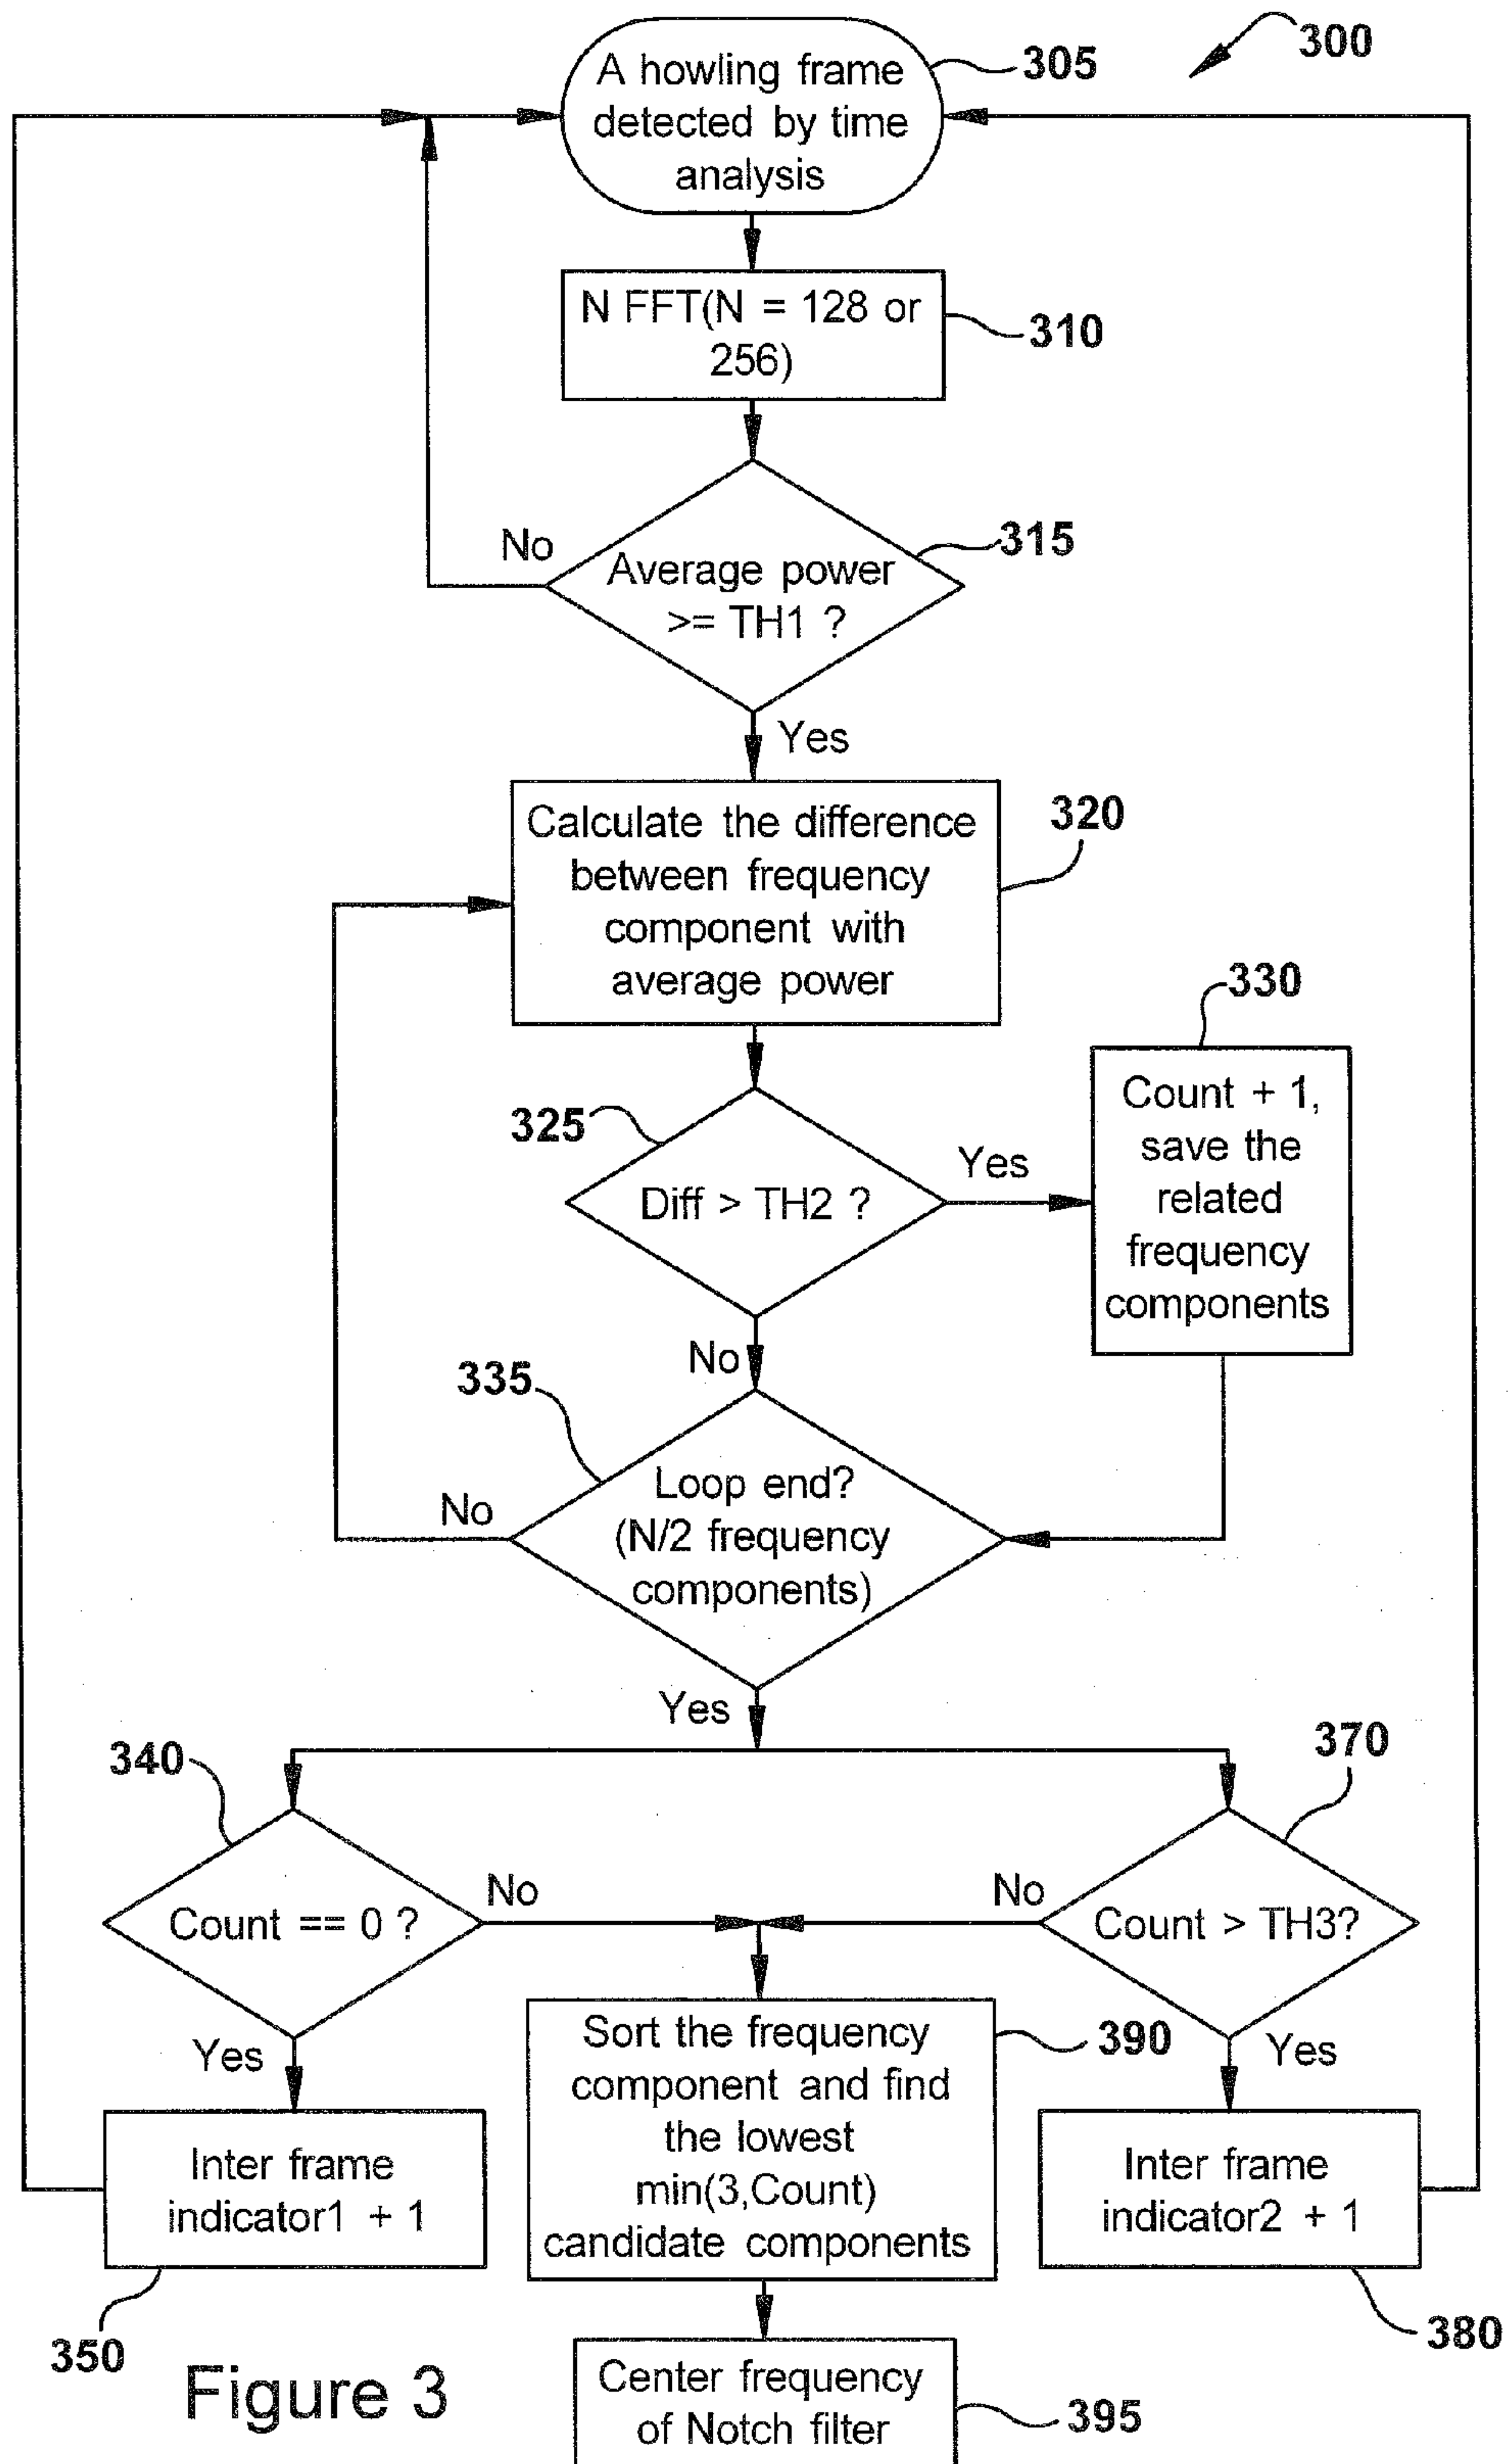 300
A howling frame
detected by time
analysis
305
N FFT(N = 128 or
256)
310
Average power
>= TH1 ?
315
No
Yes
Calculate the difference
between frequency
component with
average power
320
325
Diff > TH2 ?
Yes
No
330
Count + 1,
save the
related
frequency
components
335
Loop end?
(N/2 frequency
components)
No
Yes
340
Count == 0 ?
No
Yes
370
Count > TH3?
No
Yes
Inter frame
indicator1 + 1
350
Sort the frequency
component and find
the lowest
min(3,Count)
candidate components
390
Inter frame
indicator2 + 1
380
Center frequency
of Notch filter
395
Figure 3